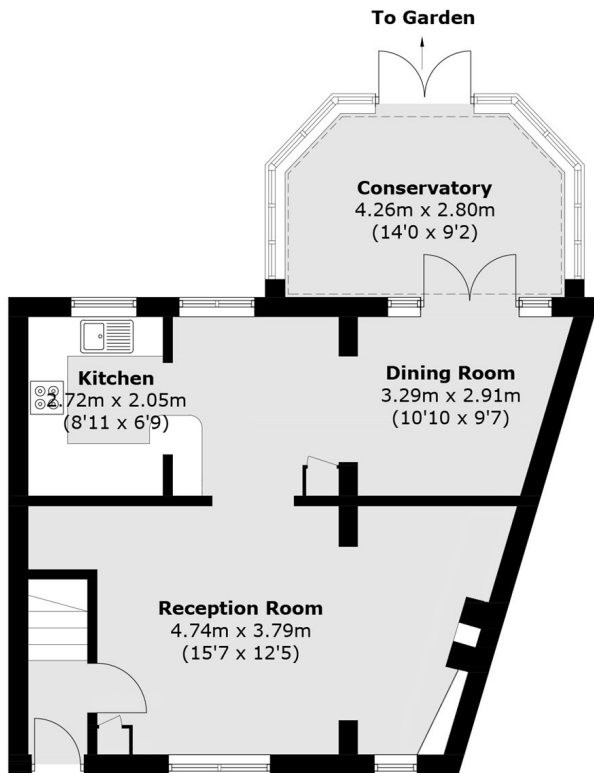 To Garden
Conservatory
4.26m x 2.80m
(14'0 x 9'2)
Kitchen
2.72m x 2.05m
(8'11 x 6'9)
Dining Room
3.29m x 2.91m
(10'10 x 9'7)
Reception Room
4.74m x 3.79m
(15'7 x 12'5)